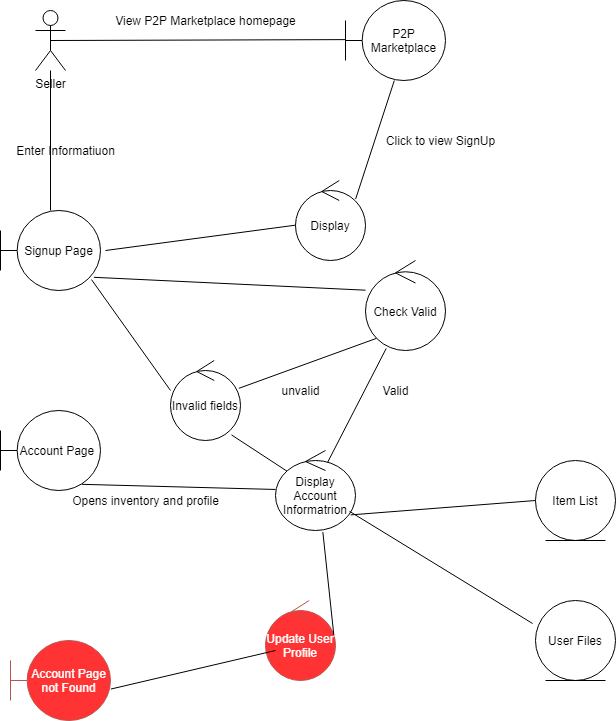 View P2P Marketplace homepage
P2P
Marketplace
Seller
Enter Informatiuon
Click to view SignUp
Display
Signup Page
Check Valid
unvalid
Valid
Invalid fields
Account Page
Opens inventory and profile
Display
Account
Informatrion
Item List
User Files
Update User
Profile
Account Page
not Found